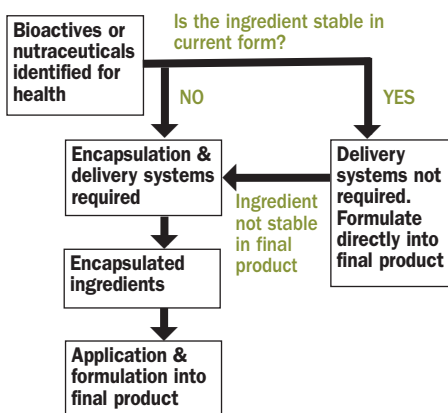 Bioactives or
nutraceuticals
identified for
health
Is the ingredient stable in
current form?
NO
YES
Encapsulation &
delivery systems
required
Ingredient
not stable
in final
product
Delivery
systems not
required.
Formulate
directly into
final product
Encapsulated
ingredients
Application &
formulation into
final product